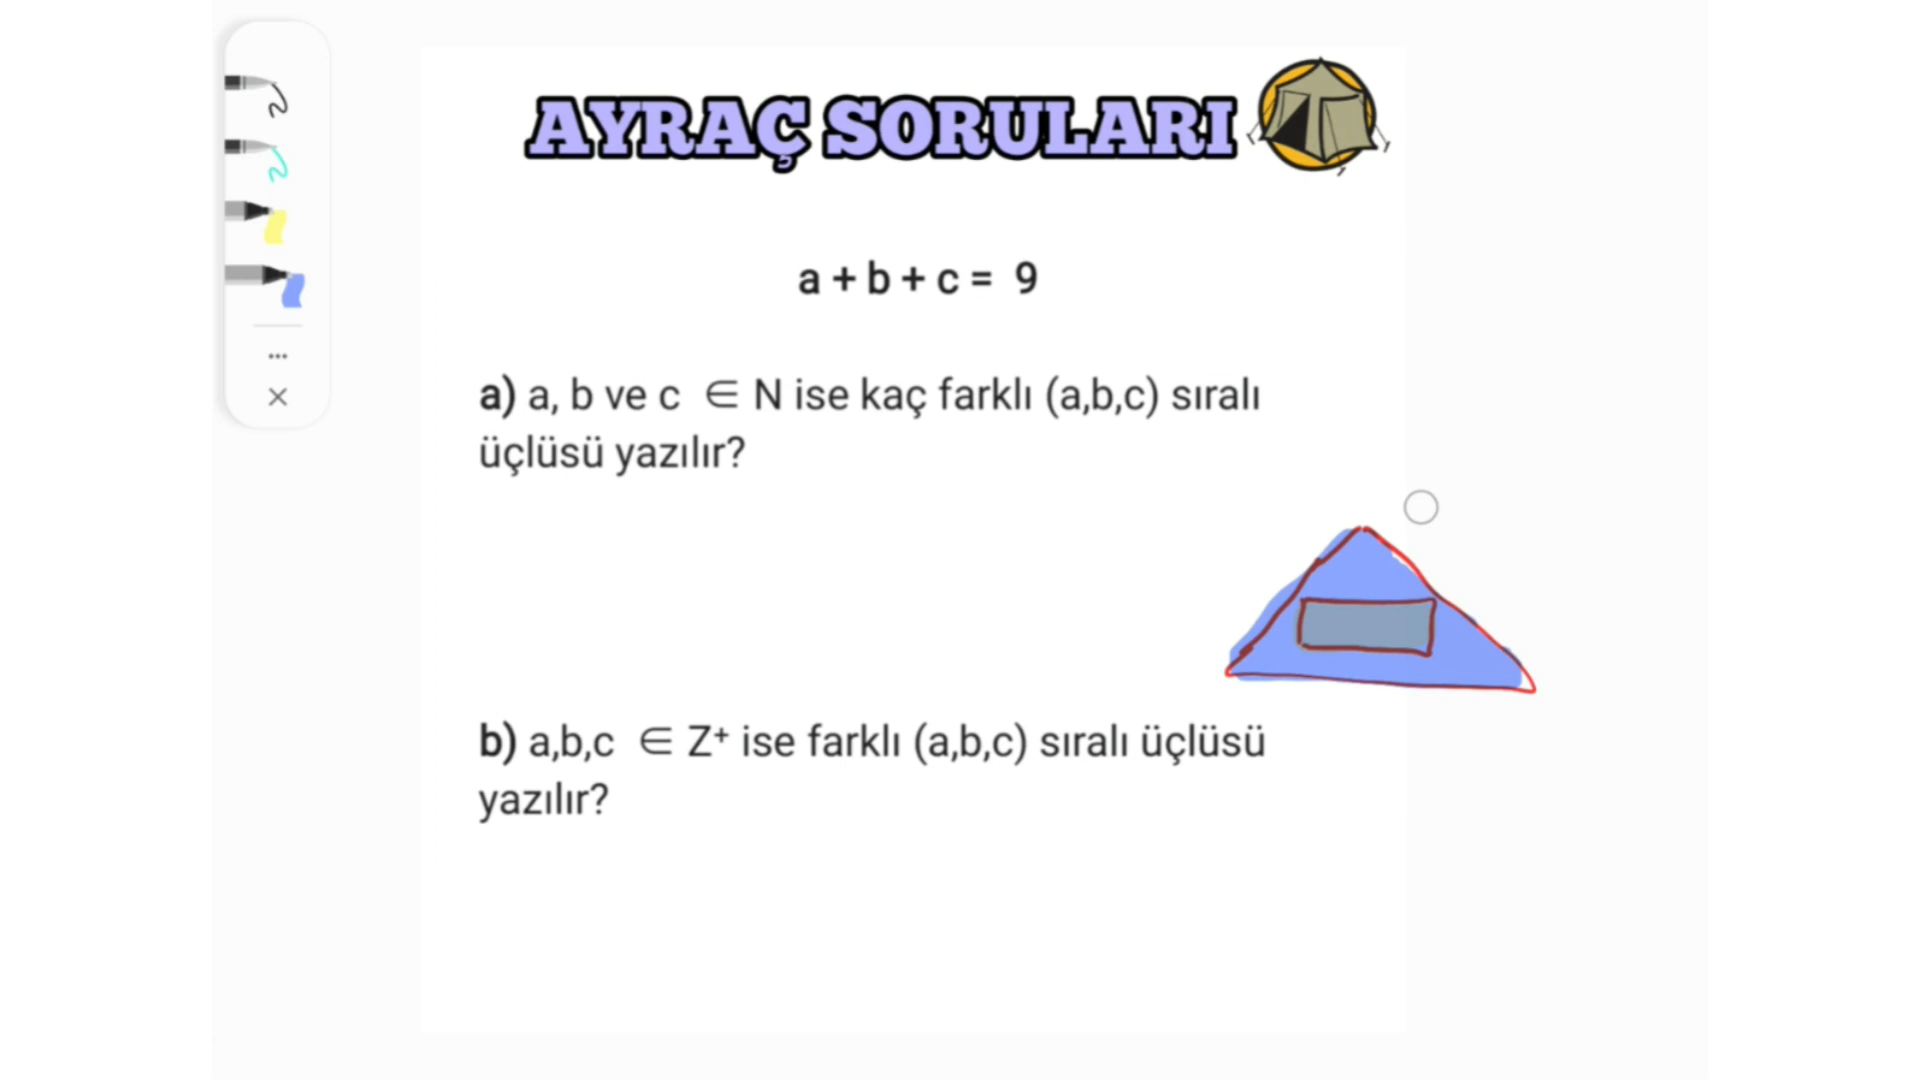 AYRAÇ SORULARI
a + b + c = 9
a) a, b ve c ∈ N ise kaç farklı (a,b,c) sıralı
üçlüsü yazılır?
b) a,b,c ∈ Z⁺ ise farklı (a,b,c) sıralı üçlüsü
yazılır?